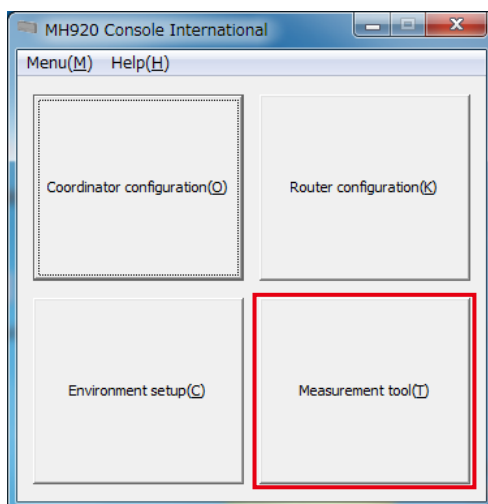 MH920 Console International
Menu(M) Help(H)
Coordinator configuration(O)
Router configuration(K)
Environment setup(C)
Measurement tool(T)